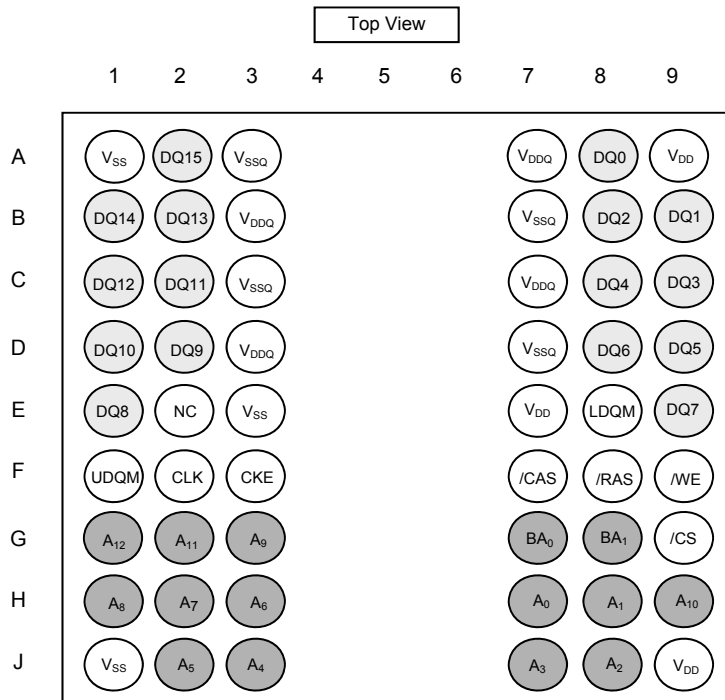 Top View
1 2 3 4 5 6 7 8 9
A VSS DQ15 VSSQ VDDQ DQ0 VDD
B DQ14 DQ13 VDDQ VSSQ DQ2 DQ1
C DQ12 DQ11 VSSQ VDDQ DQ4 DQ3
D DQ10 DQ9 VDDQ VSSQ DQ6 DQ5
E DQ8 NC VSS VDD LDQM DQ7
F UDQM CLK CKE /CAS /RAS /WE
G A12 A11 A9 BA0 BA1 /CS
H A8 A7 A6 A0 A1 A10
J VSS A5 A4 A3 A2 VDD